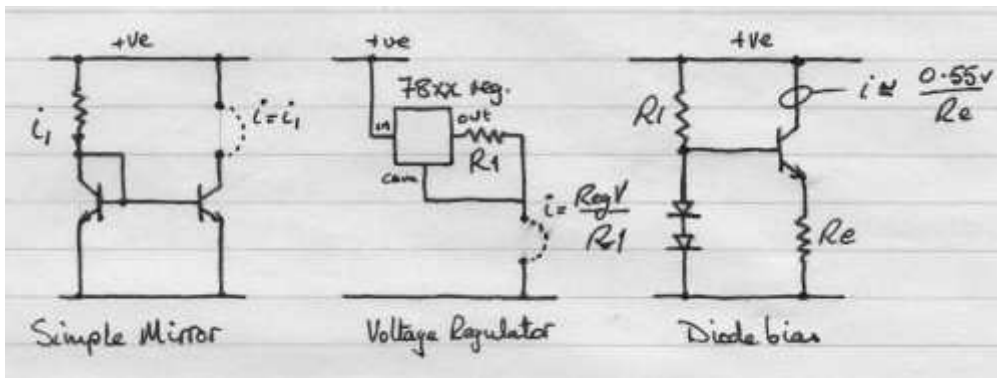 +ve
i₁
i=i₁
Simple Mirror
+ve
78xx reg.
in
out
R1
com
i= RegV
R1
Voltage Regulator
+ve
R1
i ≈ 0.55v
Re
Re
Diode bias